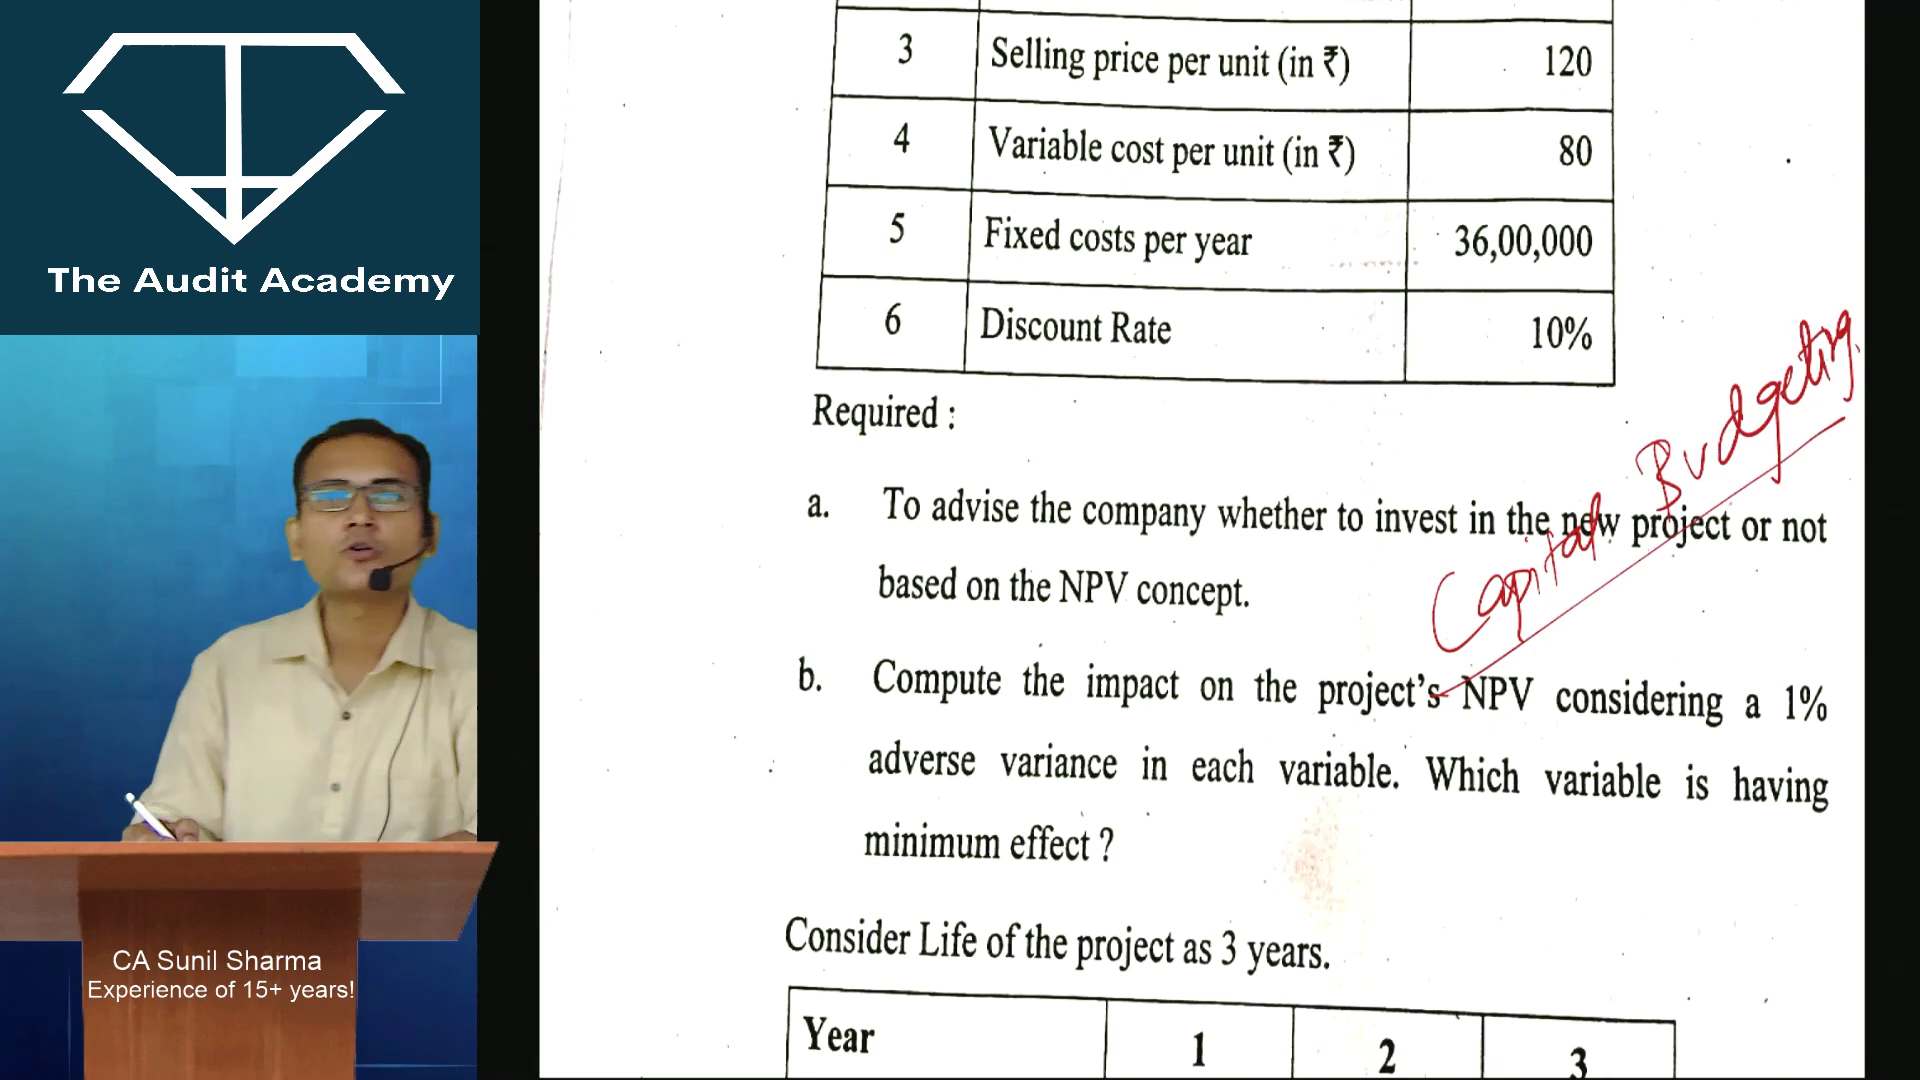 The Audit Academy
CA Sunil Sharma
Experience of 15+ years!
3 Selling price per unit (in ₹) 120
4 Variable cost per unit (in ₹) 80
5 Fixed costs per year 36,00,000
6 Discount Rate 10%
Required :
Capital Budgeting
a. To advise the company whether to invest in the new project or not
based on the NPV concept.
b. Compute the impact on the project's NPV considering a 1%
adverse variance in each variable. Which variable is having
minimum effect ?
Consider Life of the project as 3 years.
Year 1 2 3